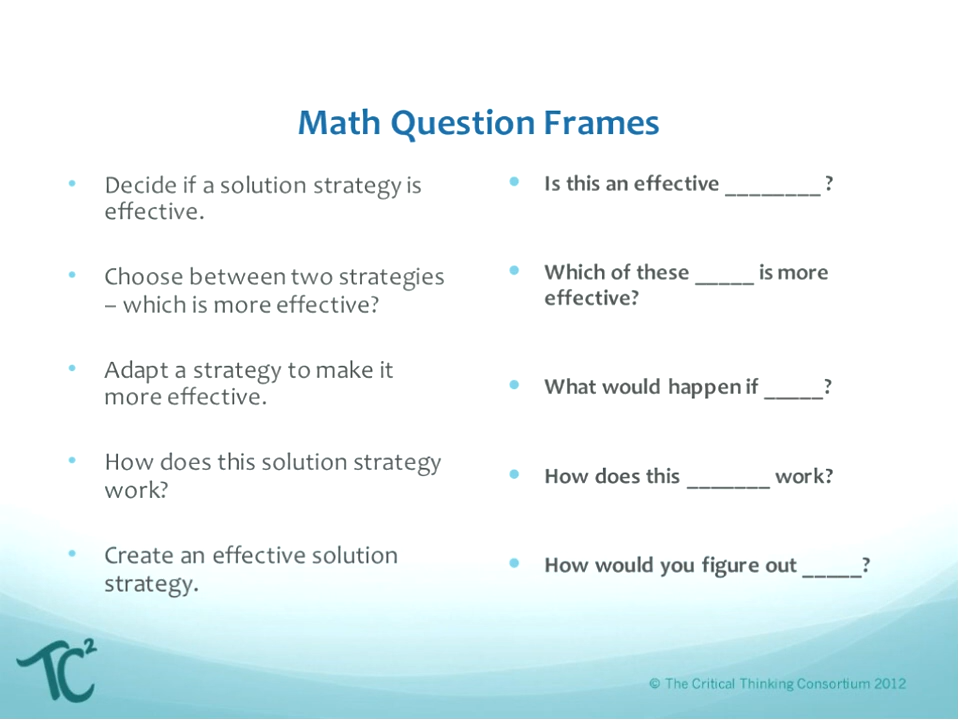 Math Question Frames
• Decide if a solution strategy is
effective.
• Choose between two strategies
– which is more effective?
• Adapt a strategy to make it
more effective.
• How does this solution strategy
work?
• Create an effective solution
strategy.
• Is this an effective ________ ?
• Which of these _____ is more
effective?
• What would happen if _____?
• How does this _______ work?
• How would you figure out _____?
TC²
© The Critical Thinking Consortium 2012